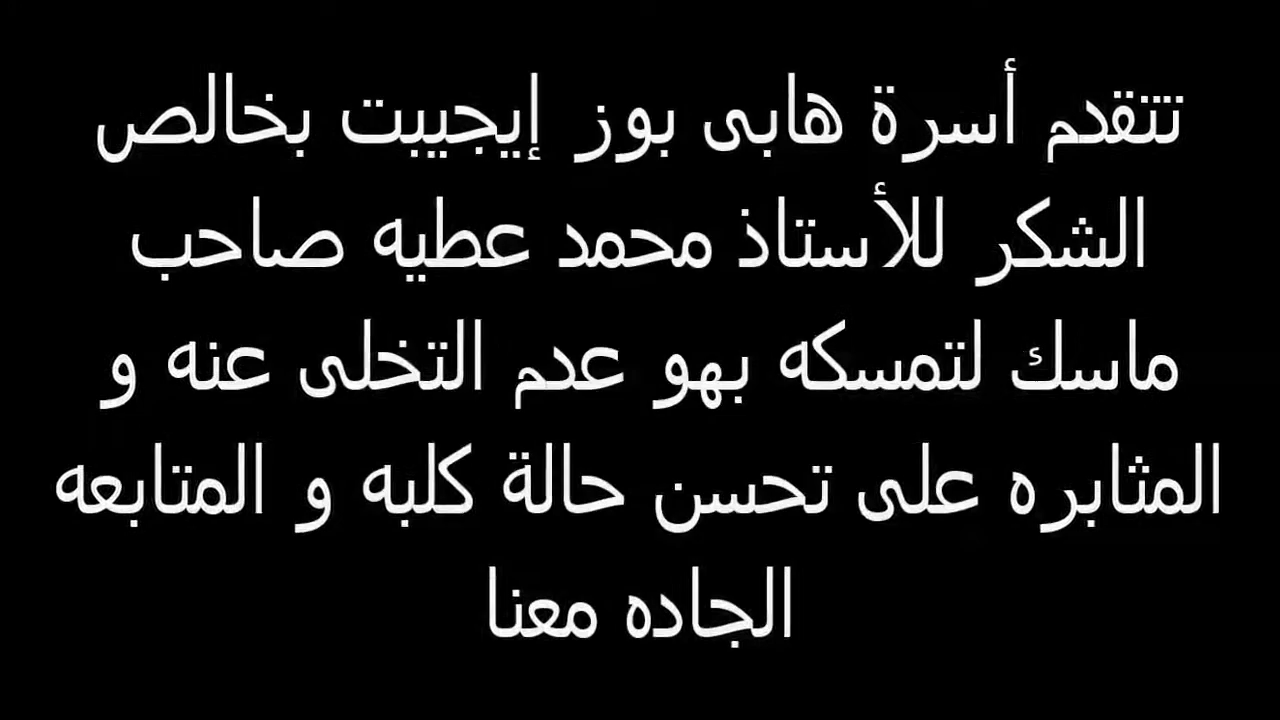 تتقدم أسرة هابى بوز إيجيبت بخالص
الشكر للأستاذ محمد عطيه صاحب
ماسك لتمسكه بهو عدم التخلى عنه و
المثابره على تحسن حالة كلبه و المتابعه
الجاده معنا